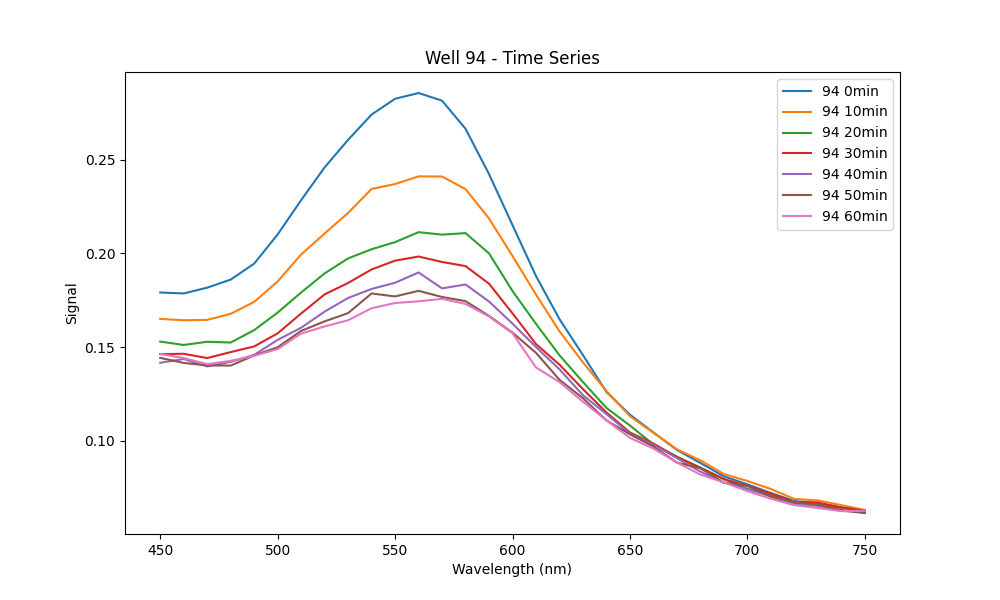 Well 94 - Time Series
94 0min
94 10min
94 20min
94 30min
94 40min
94 50min
94 60min
0.25
0.20
0.15
0.10
Signal
450 500 550 600 650 700 750
Wavelength (nm)